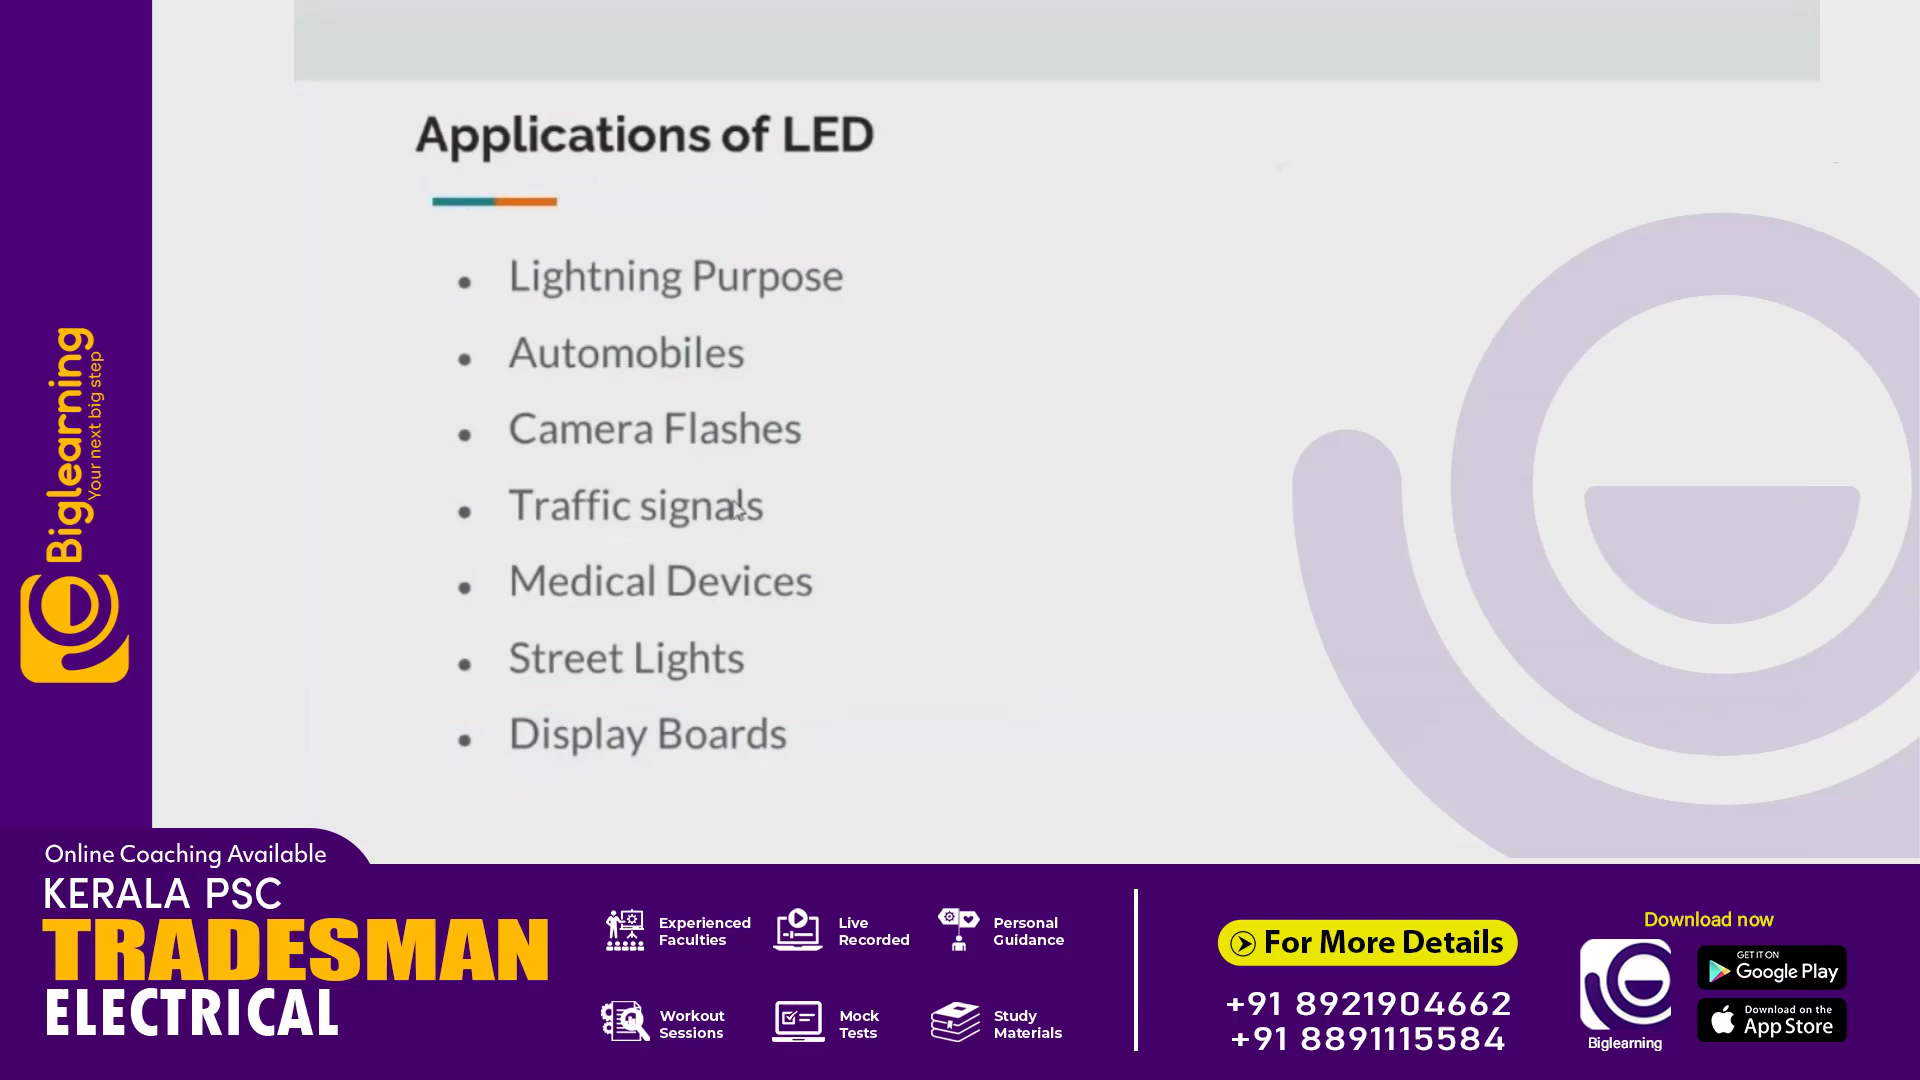 Applications of LED
Lightning Purpose
Automobiles
Camera Flashes
Traffic signals
Medical Devices
Street Lights
Display Boards
Biglearning
Your next big step
Online Coaching Available
KERALA PSC
TRADESMAN
ELECTRICAL
Experienced
Faculties
Live
Recorded
Personal
Guidance
Workout
Sessions
Mock
Tests
Study
Materials
For More Details
+91 8921904662
+91 8891115584
Download now
GET IT ON
Google Play
Download on the
App Store
Biglearning